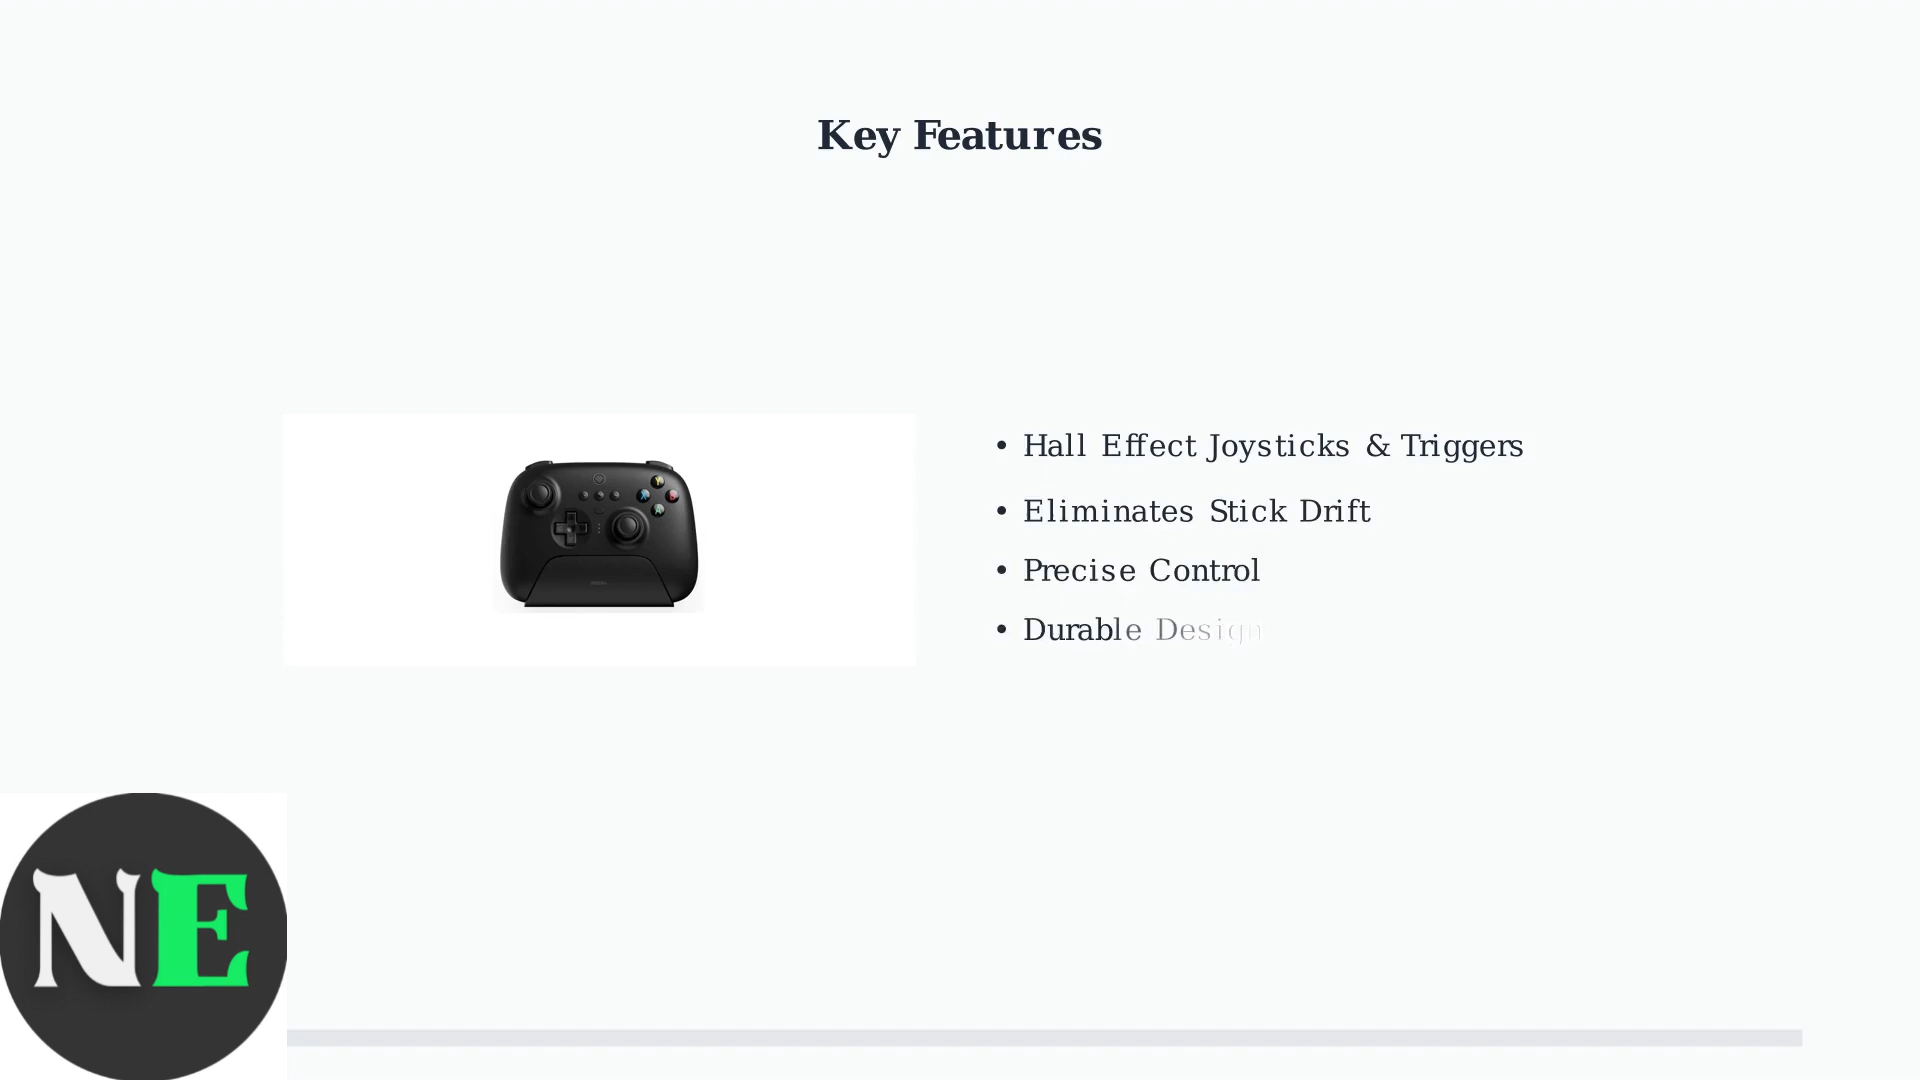 Key Features
• Hall Effect Joysticks & Triggers
• Eliminates Stick Drift
• Precise Control
• Durable Design
NE